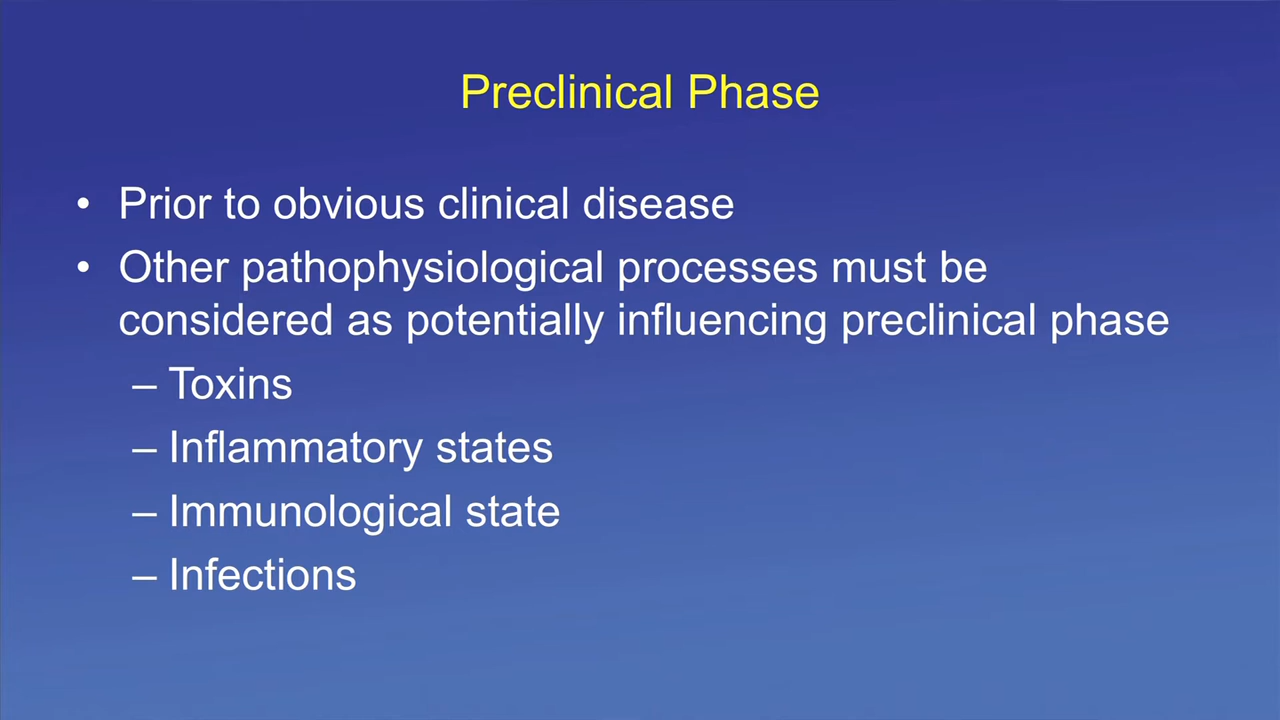 Preclinical Phase
• Prior to obvious clinical disease
• Other pathophysiological processes must be
considered as potentially influencing preclinical phase
– Toxins
– Inflammatory states
– Immunological state
– Infections